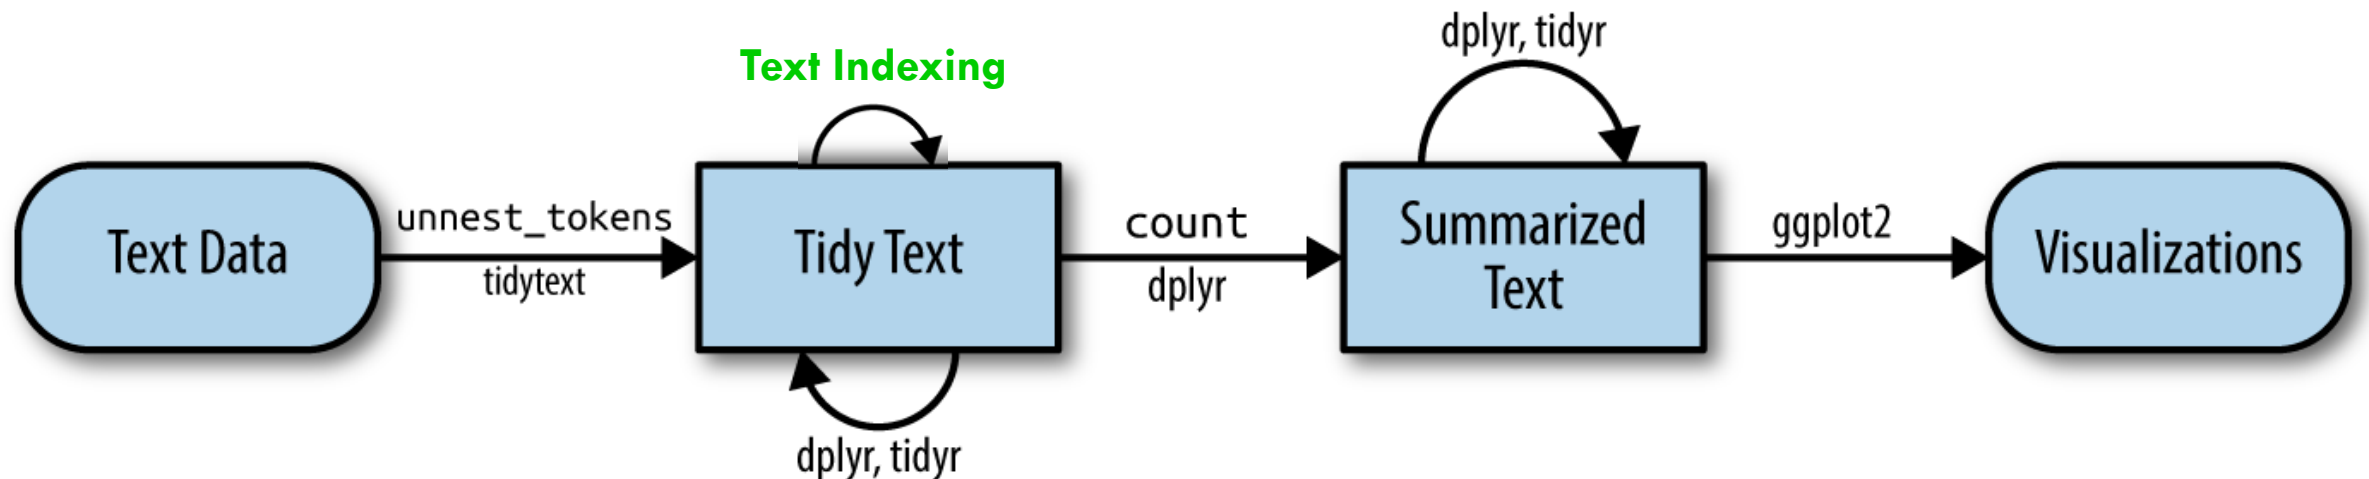 dplyr, tidyr
Text Indexing
Text Data
unnest_tokens
tidytext
Tidy Text
count
dplyr
Summarized
Text
ggplot2
Visualizations
dplyr, tidyr